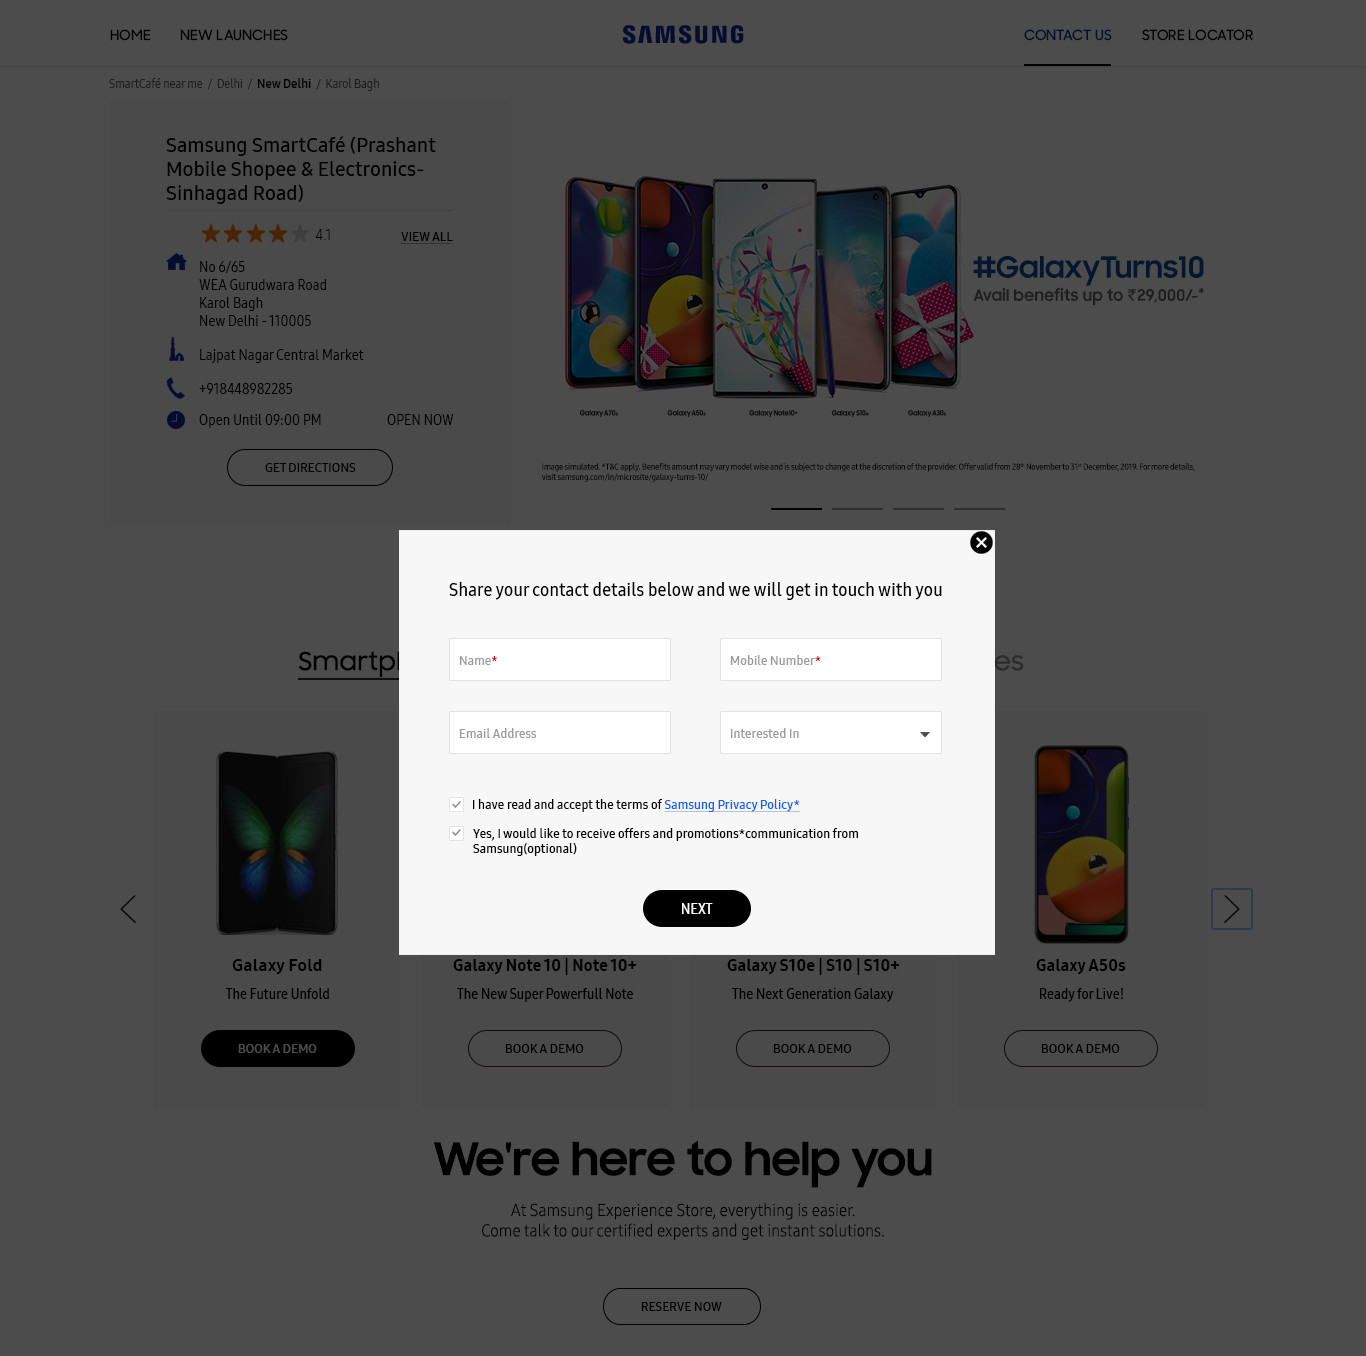 HOME
NEW LAUNCHES
SAMSUNG
CONTACT US
STORE LOCATOR
SmartCafé near me / Delhi / New Delhi / Karol Bagh
Samsung SmartCafé (Prashant
Mobile Shopee & Electronics-
Sinhagad Road)
4.1
VIEW ALL
No 6/65
WEA Gurudwara Road
Karol Bagh
New Delhi - 110005
Lajpat Nagar Central Market
+918448982285
Open Until 09:00 PM
OPEN NOW
GET DIRECTIONS
#GalaxyTurns10
Avail benefits up to ₹29,000/-*
Galaxy A70s
Galaxy A50s
Galaxy Note10+
Galaxy S10e
Galaxy A30s
Image simulated. *T&C apply. Benefits amount may vary model wise and is subject to change at the discretion of the provider. Offer valid from 28th November to 31st December, 2019. For more details,
visit samsung.com/in/microsite/galaxy-turns-10/
Share your contact details below and we will get in touch with you
Name*
Mobile Number*
Email Address
Interested In
I have read and accept the terms of Samsung Privacy Policy*
Yes, I would like to receive offers and promotions*communication from
Samsung(optional)
NEXT
Galaxy Fold
The Future Unfold
BOOK A DEMO
Galaxy Note 10 | Note 10+
The New Super Powerfull Note
BOOK A DEMO
Galaxy S10e | S10 | S10+
The Next Generation Galaxy
BOOK A DEMO
Galaxy A50s
Ready for Live!
BOOK A DEMO
We're here to help you
At Samsung Experience Store, everything is easier.
Come talk to our certified experts and get instant solutions.
RESERVE NOW